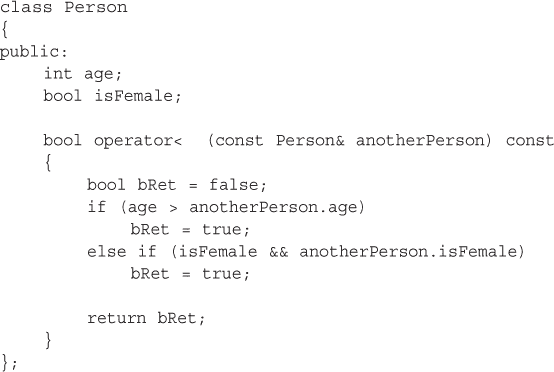 class Person
{
public:
    int age;
    bool isFemale;

    bool operator<  (const Person& anotherPerson) const
    {
        bool bRet = false;
        if (age > anotherPerson.age)
            bRet = true;
        else if (isFemale && anotherPerson.isFemale)
            bRet = true;

        return bRet;
    }
};